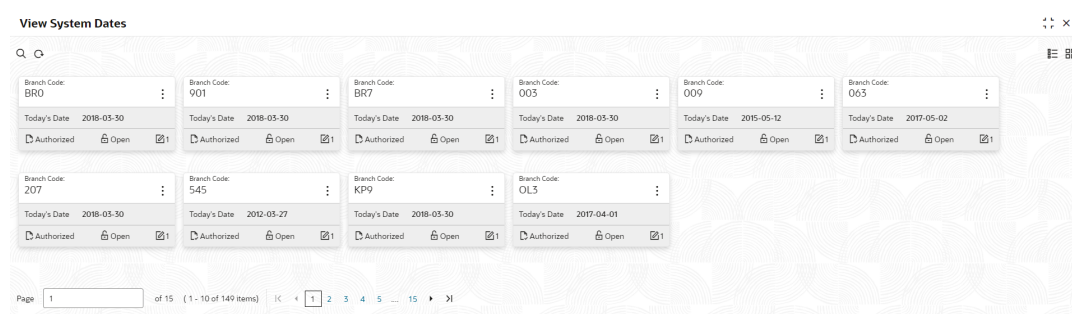 View System Dates
Branch Code: Branch Code: Branch Code: Branch Code: Branch Code: Branch Code:
BR0 901 BR7 003 009 063
Today's Date 2018-03-30 Today's Date 2018-03-30 Today's Date 2018-03-30 Today's Date 2018-03-30 Today's Date 2015-05-12 Today's Date 2017-05-02
Authorized Open 1 Authorized Open 1 Authorized Open 1 Authorized Open 1 Authorized Open 1 Authorized Open 1
Branch Code: Branch Code: Branch Code: Branch Code:
207 545 KP9 OL3
Today's Date 2018-03-30 Today's Date 2012-03-27 Today's Date 2018-03-30 Today's Date 2017-04-01
Authorized Open 1 Authorized Open 1 Authorized Open 1 Authorized Open 1
Page 1 of 15 ( 1 - 10 of 149 items) 1 2 3 4 5 .... 15